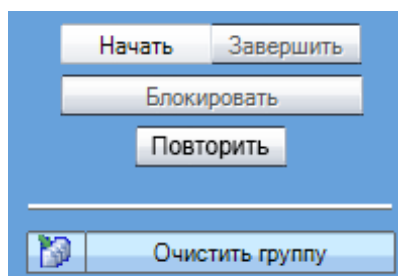 Начать Завершить
Блокировать
Повторить
Очистить группу